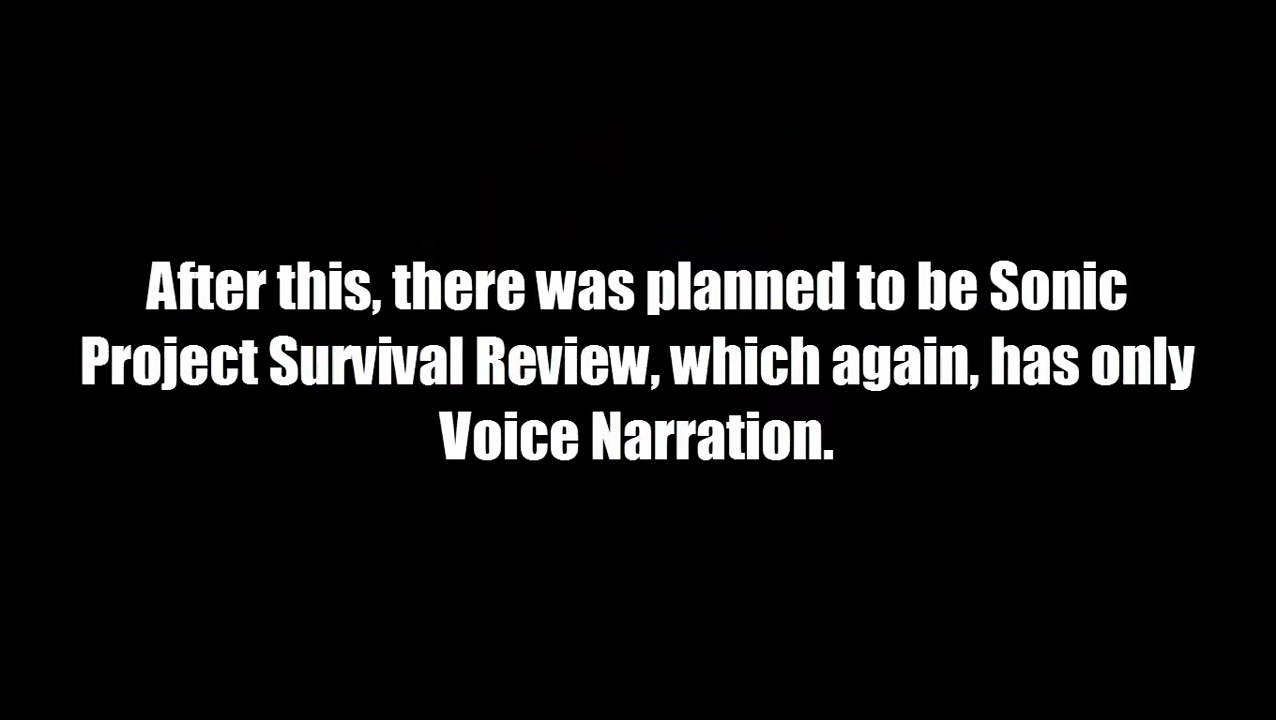 After this, there was planned to be Sonic
Project Survival Review, which again, has only
Voice Narration.